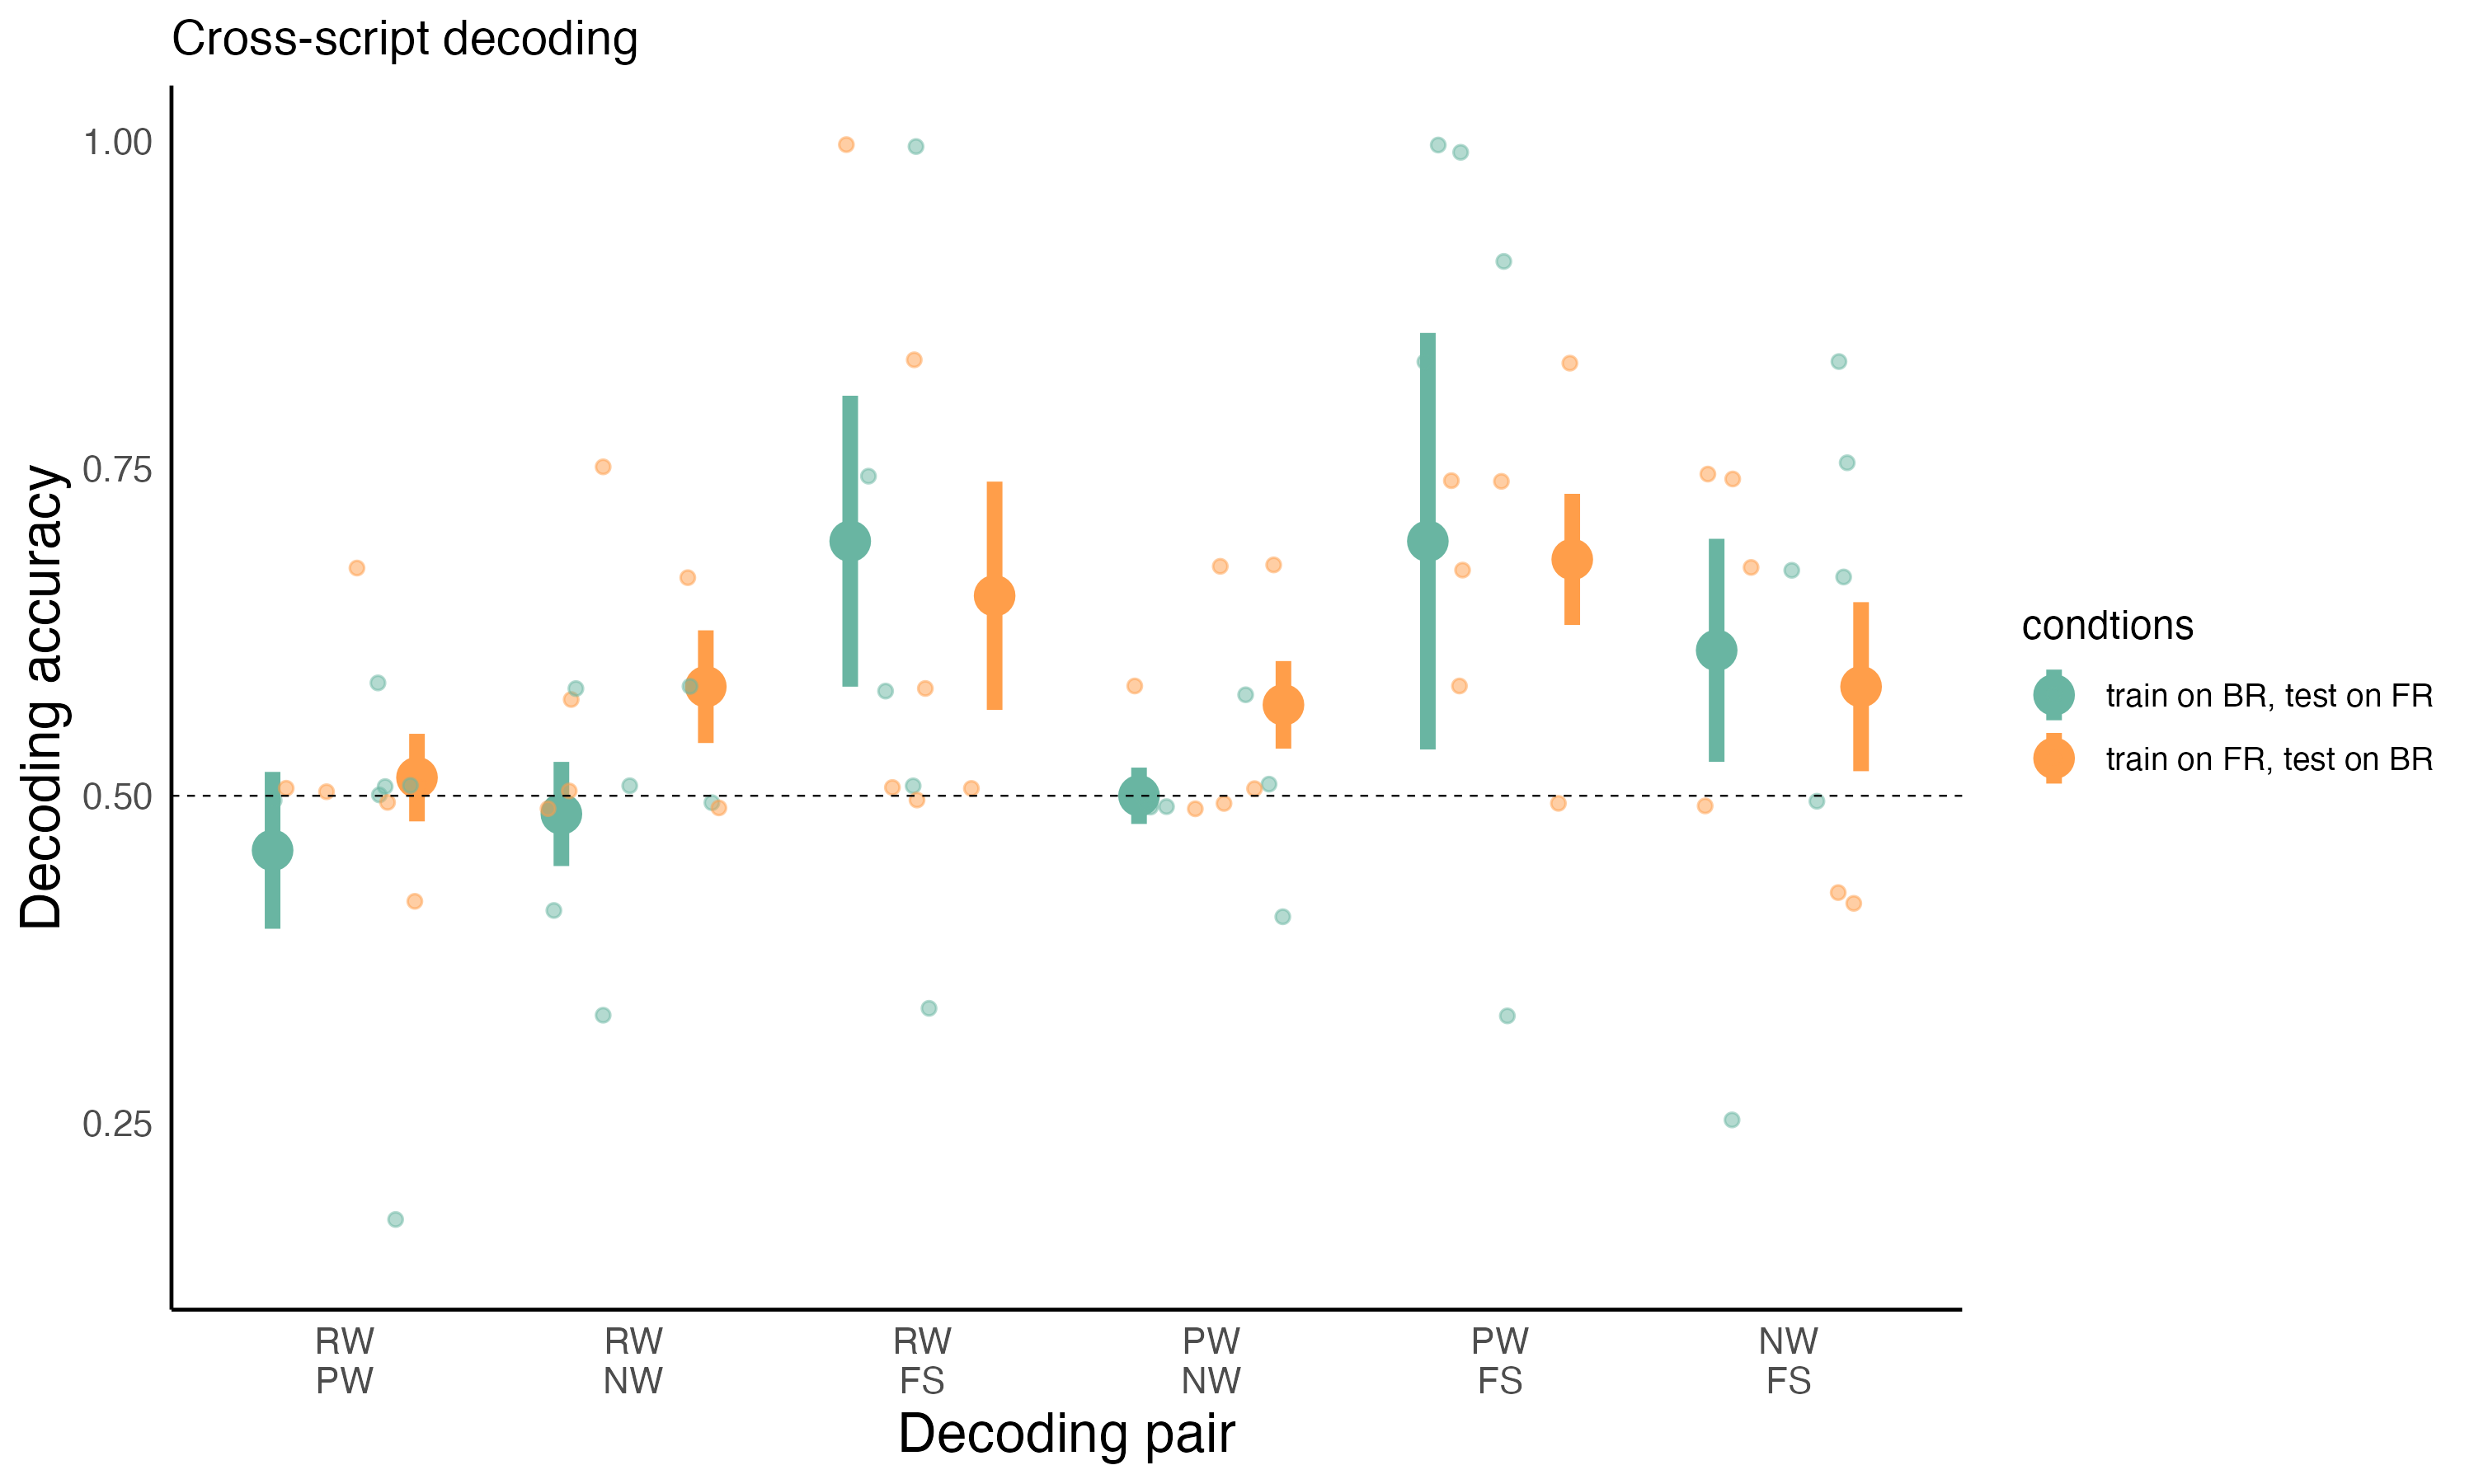 Cross-script decoding
Decoding accuracy
1.00
0.75
0.50
0.25
RW
PW
RW
NW
RW
FS
PW
NW
PW
FS
NW
FS
Decoding pair
condtions
train on BR, test on FR
train on FR, test on BR